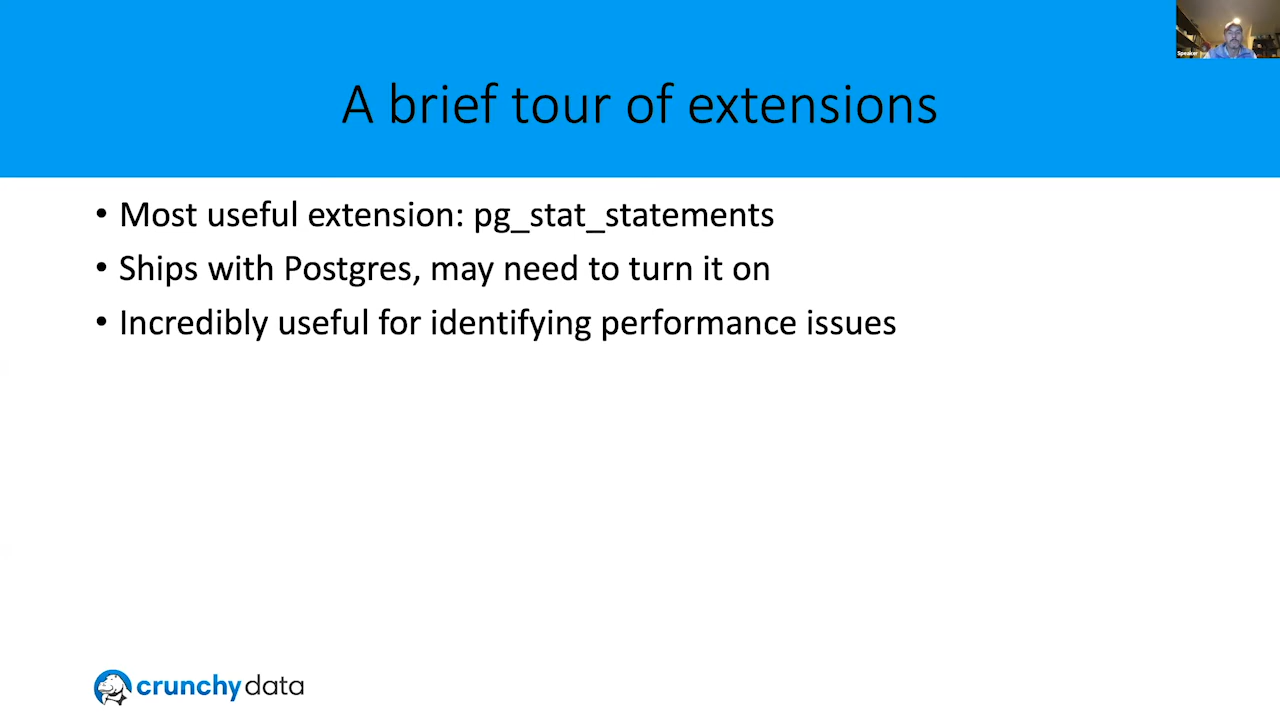 Speaker
A brief tour of extensions
• Most useful extension: pg_stat_statements
• Ships with Postgres, may need to turn it on
• Incredibly useful for identifying performance issues
crunchy data